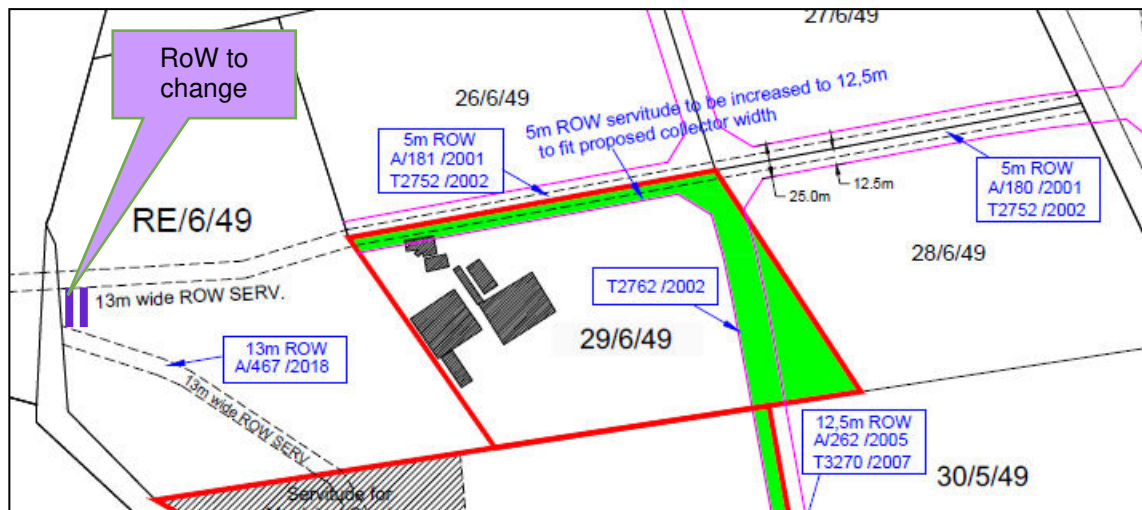 RoW to
change
27/6/49
26/6/49
5m ROW servitude to be increased to 12,5m
to fit proposed collector width
5m ROW
A/181 /2001
T2752 /2002
5m ROW
A/180 /2001
T2752 /2002
25.0m
12.5m
RE/6/49
28/6/49
13m wide ROW SERV.
T2762 /2002
29/6/49
13m ROW
A/467 /2018
13m wide ROW SERV.
12,5m ROW
A/262 /2005
T3270 /2007
30/5/49
Servitude for